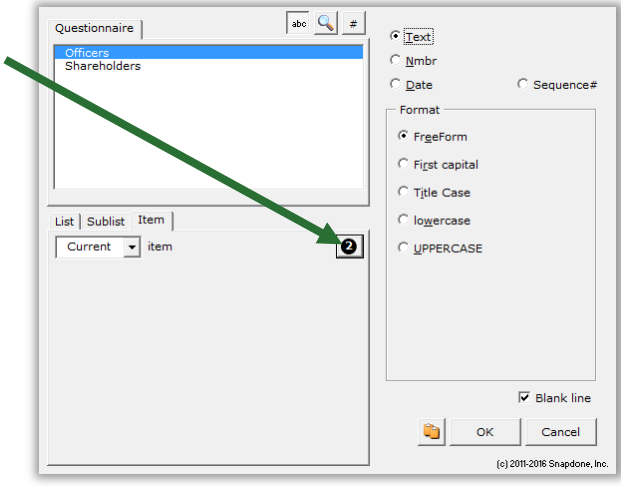 Questionnaire
abc
#
Officers
Shareholders
List
Sublist
Item
Current
item
2
Text
Nmbr
Date
Sequence#
Format
FreeForm
First capital
Title Case
lowercase
UPPERCASE
Blank line
OK
Cancel
(c) 2011-2016 Snapdone, Inc.